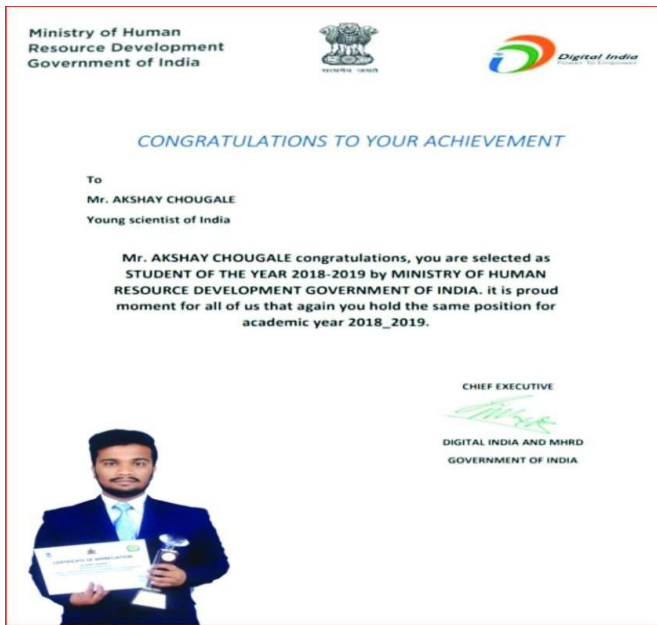 Ministry of Human
Resource Development
Government of India
सत्यमेव जयते
Digital India
Power To Empower
CONGRATULATIONS TO YOUR ACHIEVEMENT
To
Mr. AKSHAY CHOUGALE
Young scientist of India
Mr. AKSHAY CHOUGALE congratulations, you are selected as
STUDENT OF THE YEAR 2018-2019 by MINISTRY OF HUMAN
RESOURCE DEVELOPMENT GOVERNMENT OF INDIA. it is proud
moment for all of us that again you hold the same position for
academic year 2018_2019.
CHIEF EXECUTIVE
DIGITAL INDIA AND MHRD
GOVERNMENT OF INDIA
CERTIFICATE OF APPRECIATION